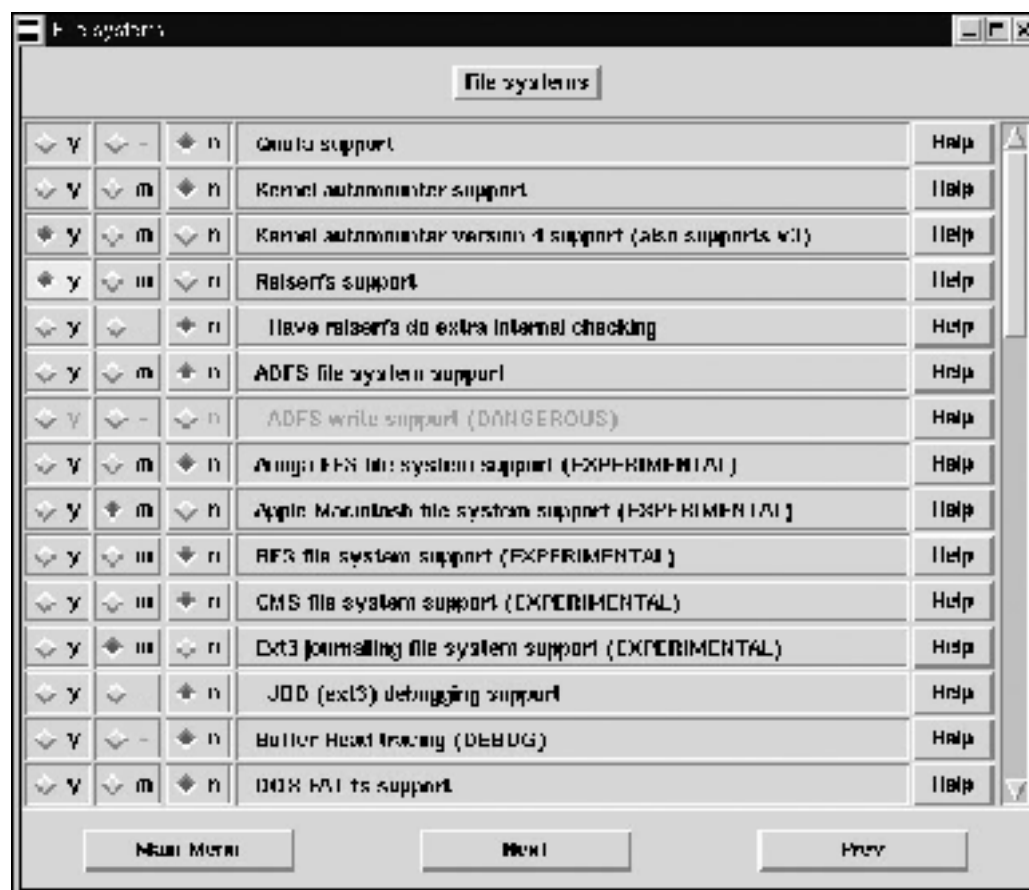 File systems
File systems
y - n Quota support Help
y m n Kernel automounter support Help
y m n Kernel automounter version 4 support (also supports v3) Help
y m n Reiserfs support Help
y n Have reiserfs do extra internal checking Help
y m n ADFS file system support Help
y - n ADFS write support (DANGEROUS) Help
y m n Amiga FFS file system support (EXPERIMENTAL) Help
y m n Apple Macintosh file system support (EXPERIMENTAL) Help
y m n BFS file system support (EXPERIMENTAL) Help
y m n CMS file system support (EXPERIMENTAL) Help
y m n Ext3 journalling file system support (EXPERIMENTAL) Help
y n JBD (ext3) debugging support Help
y - n Buffer Head tracing (DEBUG) Help
y m n DOS FAT fs support Help
Main Menu Next Prev